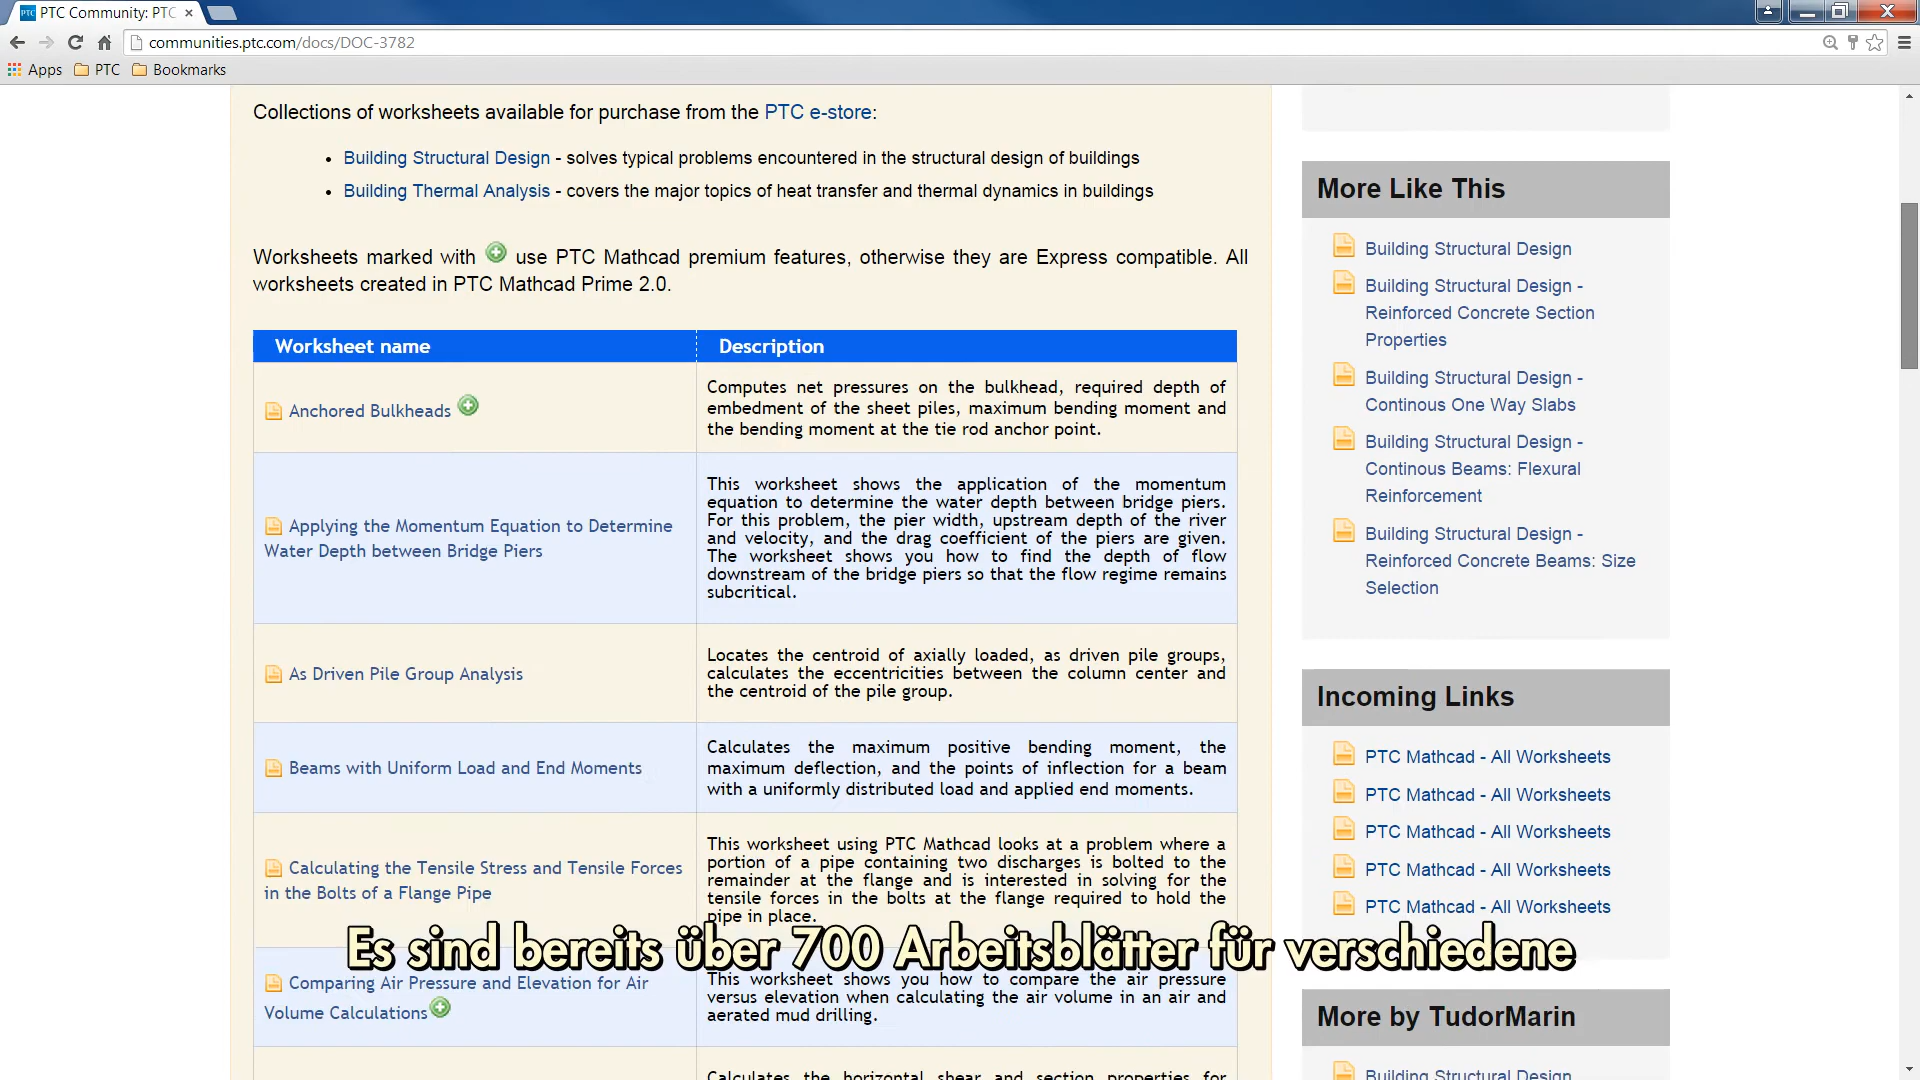 PTC Community: PTC
communities.ptc.com/docs/DOC-3782
Apps PTC Bookmarks
Collections of worksheets available for purchase from the PTC e-store:
• Building Structural Design - solves typical problems encountered in the structural design of buildings
• Building Thermal Analysis - covers the major topics of heat transfer and thermal dynamics in buildings
Worksheets marked with use PTC Mathcad premium features, otherwise they are Express compatible. All
worksheets created in PTC Mathcad Prime 2.0.
Worksheet name Description
Anchored Bulkheads
Computes net pressures on the bulkhead, required depth of
embedment of the sheet piles, maximum bending moment and
the bending moment at the tie rod anchor point.
Applying the Momentum Equation to Determine
Water Depth between Bridge Piers
This worksheet shows the application of the momentum
equation to determine the water depth between bridge piers.
For this problem, the pier width, upstream depth of the river
and velocity, and the drag coefficient of the piers are given.
The worksheet shows you how to find the depth of flow
downstream of the bridge piers so that the flow regime remains
subcritical.
As Driven Pile Group Analysis
Locates the centroid of axially loaded, as driven pile groups,
calculates the eccentricities between the column center and
the centroid of the pile group.
Beams with Uniform Load and End Moments
Calculates the maximum positive bending moment, the
maximum deflection, and the points of inflection for a beam
with a uniformly distributed load and applied end moments.
Calculating the Tensile Stress and Tensile Forces
in the Bolts of a Flange Pipe
This worksheet using PTC Mathcad looks at a problem where a
portion of a pipe containing two discharges is bolted to the
remainder at the flange and is interested in solving for the
tensile forces in the bolts at the flange required to hold the
pipe in place.
Comparing Air Pressure and Elevation for Air
Volume Calculations
This worksheet shows you how to compare the air pressure
versus elevation when calculating the air volume in an air and
aerated mud drilling.
Calculates the horizontal shear and section properties for
More Like This
Building Structural Design
Building Structural Design -
Reinforced Concrete Section
Properties
Building Structural Design -
Continous One Way Slabs
Building Structural Design -
Continous Beams: Flexural
Reinforcement
Building Structural Design -
Reinforced Concrete Beams: Size
Selection
Incoming Links
PTC Mathcad - All Worksheets
PTC Mathcad - All Worksheets
PTC Mathcad - All Worksheets
PTC Mathcad - All Worksheets
PTC Mathcad - All Worksheets
More by TudorMarin
Building Structural Design
Es sind bereits über 700 Arbeitsblätter für verschiedene